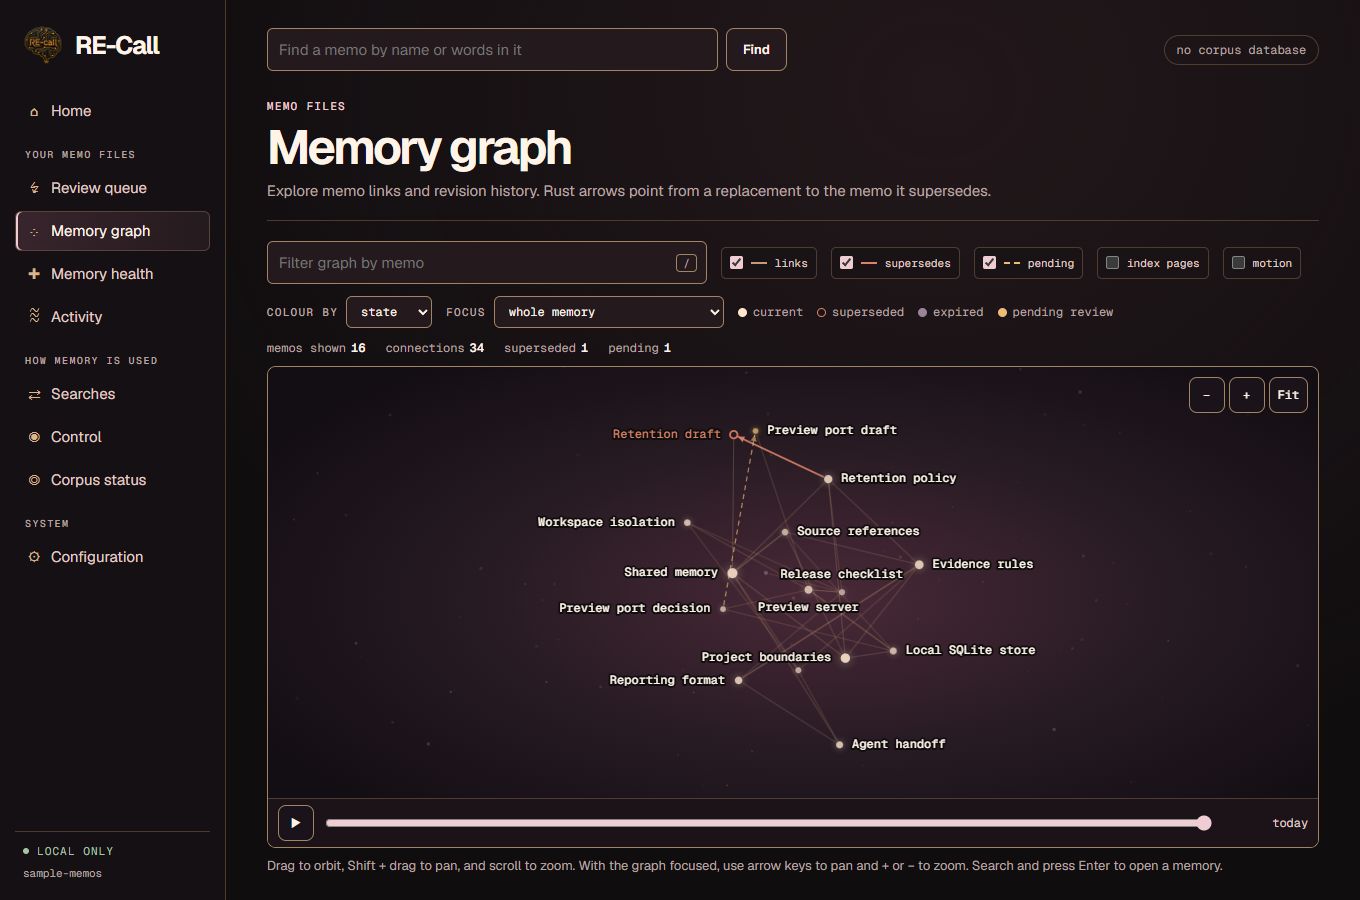 RE-call
RE-Call
Home
YOUR MEMO FILES
Review queue
Memory graph
Memory health
Activity
HOW MEMORY IS USED
Searches
Control
Corpus status
SYSTEM
Configuration
LOCAL ONLY
sample-memos
Find a memo by name or words in it
Find
no corpus database
MEMO FILES
Memory graph
Explore memo links and revision history. Rust arrows point from a replacement to the memo it supersedes.
Filter graph by memo /
links
supersedes
pending
index pages
motion
COLOUR BY state FOCUS whole memory current superseded expired pending review
memos shown 16 connections 34 superseded 1 pending 1
− + Fit
Retention draft
Preview port draft
Retention policy
Workspace isolation
Source references
Evidence rules
Shared memory
Release checklist
Preview port decision
Preview server
Local SQLite store
Project boundaries
Reporting format
Agent handoff
today
Drag to orbit, Shift + drag to pan, and scroll to zoom. With the graph focused, use arrow keys to pan and + or − to zoom. Search and press Enter to open a memory.